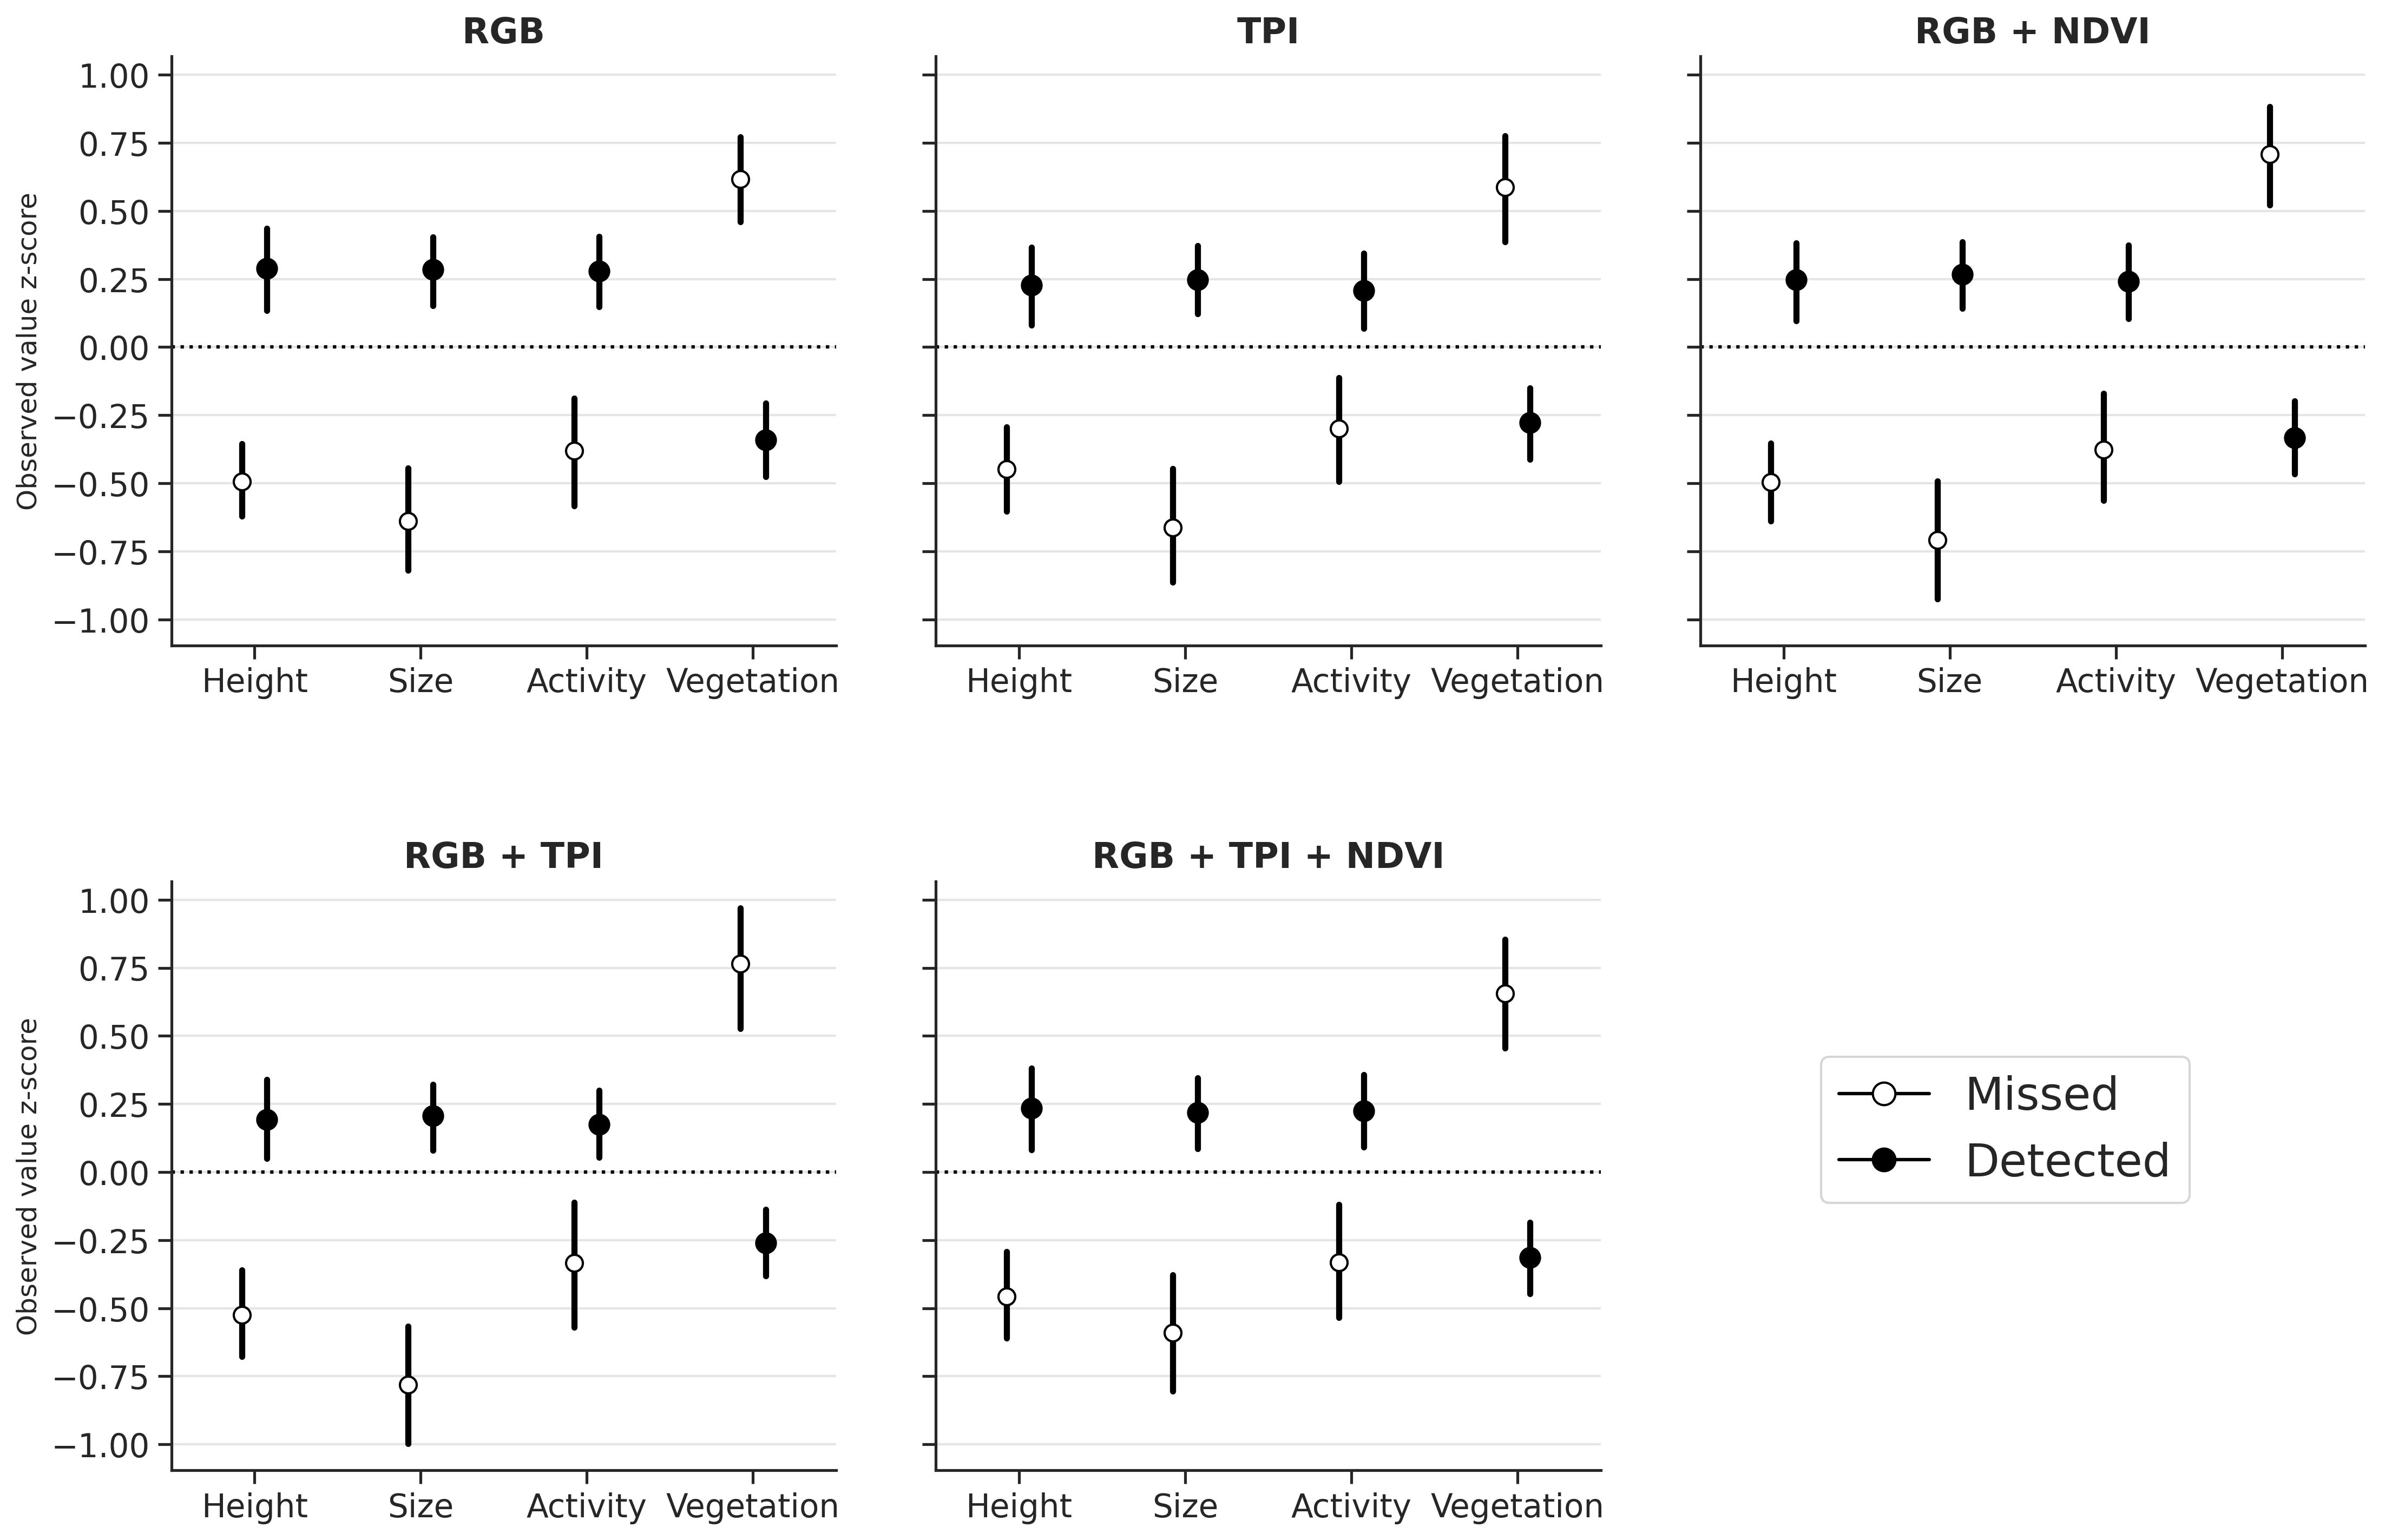 RGB
TPI
RGB + NDVI
Observed value z-score
1.00
0.75
0.50
0.25
0.00
−0.25
−0.50
−0.75
−1.00
Height Size Activity Vegetation
Height Size Activity Vegetation
Height Size Activity Vegetation
RGB + TPI
RGB + TPI + NDVI
Observed value z-score
1.00
0.75
0.50
0.25
0.00
−0.25
−0.50
−0.75
−1.00
Height Size Activity Vegetation
Height Size Activity Vegetation
Missed
Detected